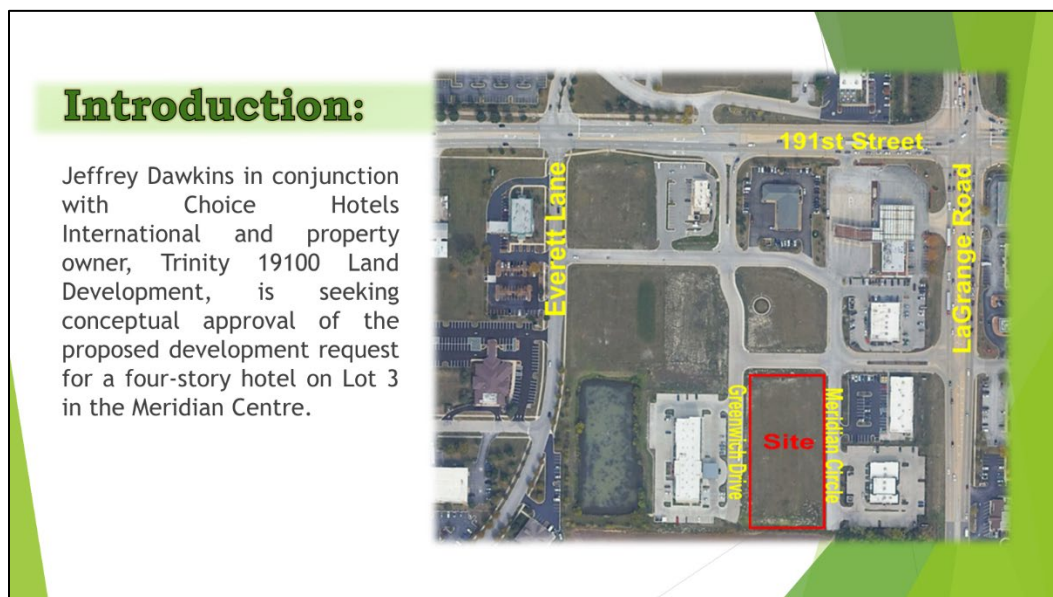 Introduction:
Jeffrey Dawkins in conjunction
with Choice Hotels
International and property
owner, Trinity 19100 Land
Development, is seeking
conceptual approval of the
proposed development request
for a four-story hotel on Lot 3
in the Meridian Centre.
191st Street
Everett Lane
LaGrange Road
Greenwich Drive
Site
Meridian Circle